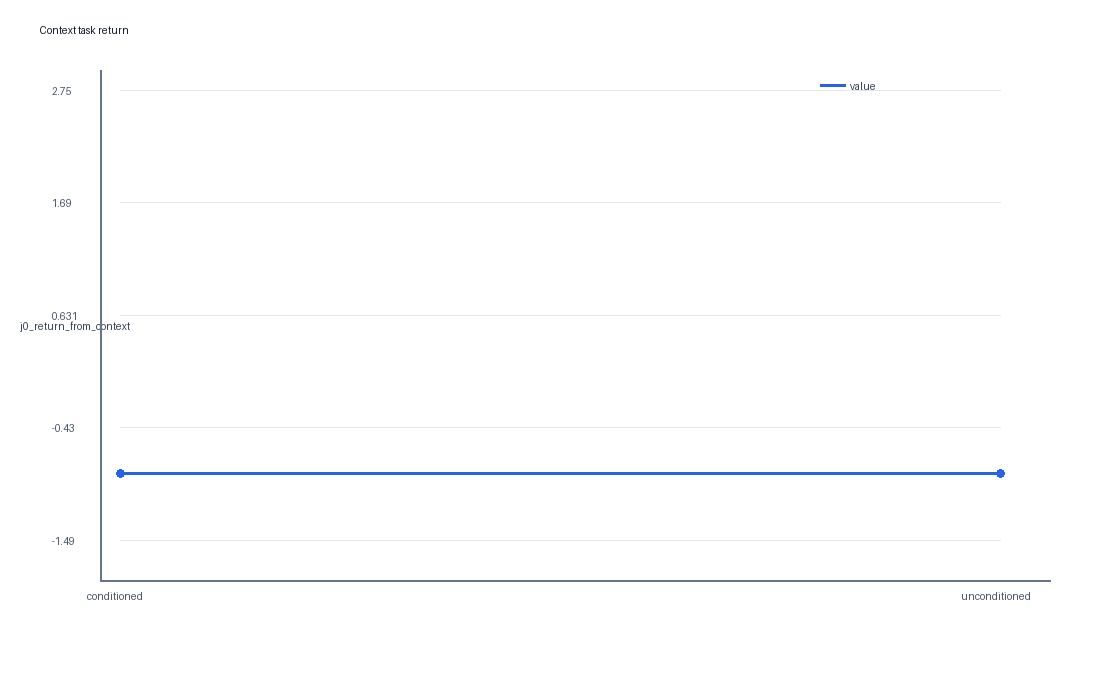 Context task return
2.75
value
1.69
0.631
j0_return_from_context
-0.43
-1.49
conditioned
unconditioned